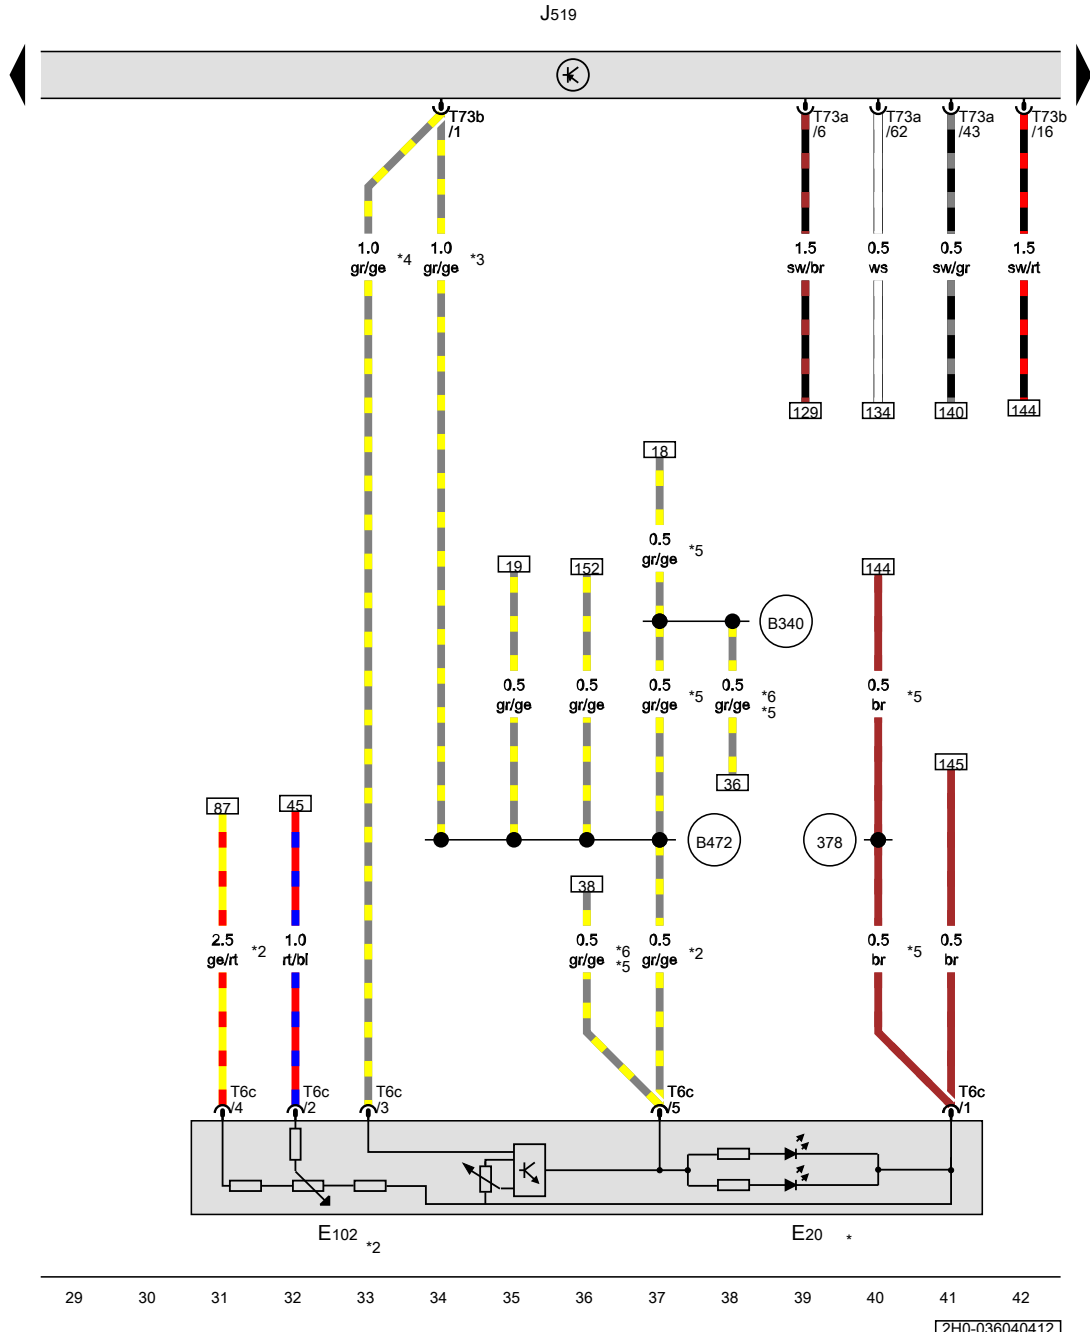 J519
T73b
/1
T73a
/6
T73a
/62
T73a
/43
T73b
/16
1.0
gr/ge
*4
1.0
gr/ge
*3
1.5
sw/br
0.5
ws
0.5
sw/gr
1.5
sw/rt
129
134
140
144
18
0.5
gr/ge
*5
19
152
144
B340
0.5
gr/ge
0.5
gr/ge
0.5
gr/ge
*5
0.5
gr/ge
*6
*5
0.5
br
*5
145
36
87
45
B472
378
38
2.5
ge/rt
*2
1.0
rt/bl
0.5
gr/ge
*6
*5
0.5
gr/ge
*2
0.5
br
*5
0.5
br
T6c
/4
T6c
/2
T6c
/3
T6c
/5
T6c
/1
E102
*2
E20
*
29 30 31 32 33 34 35 36 37 38 39 40 41 42
2H0-036040412